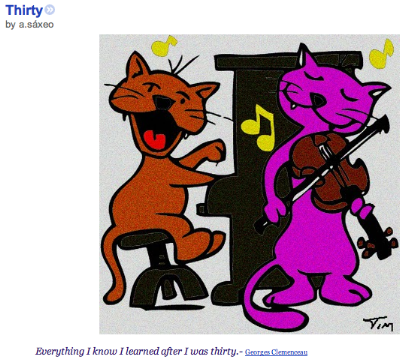 Thirty
by a.sáxeo
Tim
Everything I know I learned after I was thirty.- Georges Clemenceau